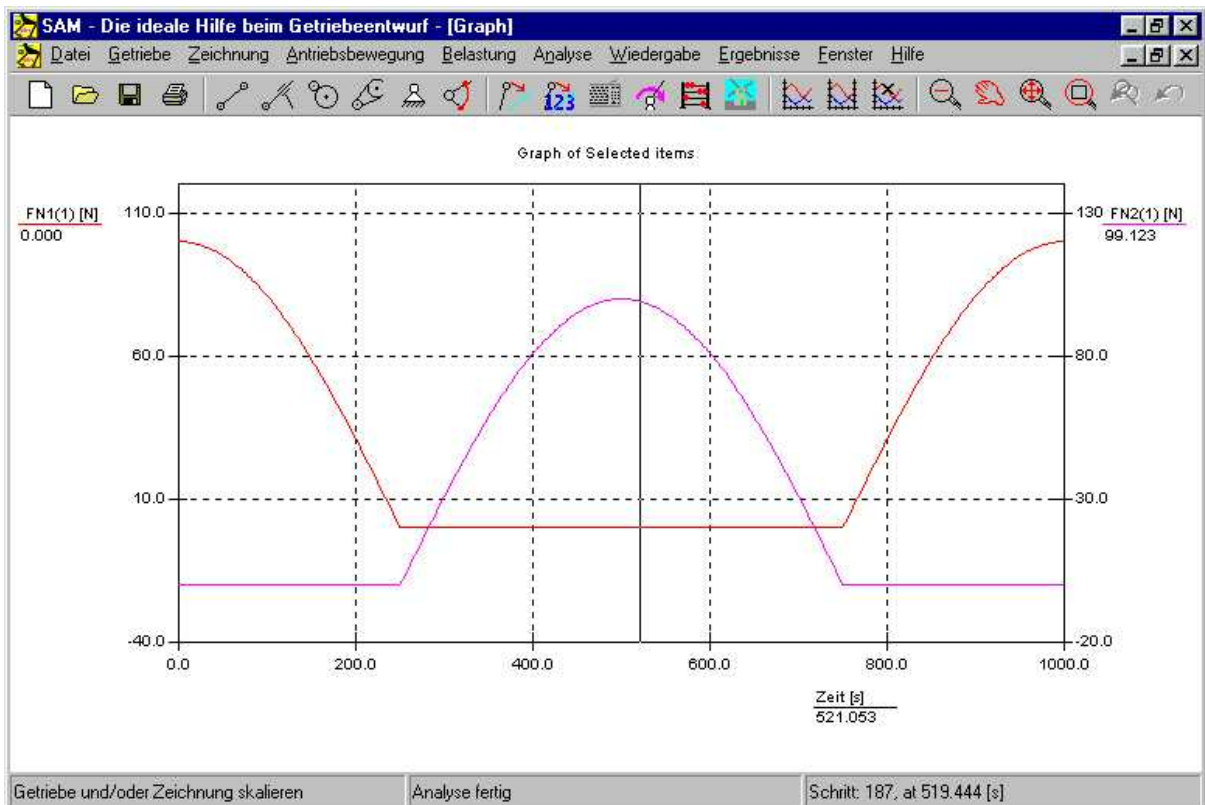 SAM - Die ideale Hilfe beim Getriebeentwurf - [Graph]
Datei Getriebe Zeichnung Antriebsbewegung Belastung Analyse Wiedergabe Ergebnisse Fenster Hilfe
123
Graph of Selected items
FN1(1) [N]
0.000
110.0
60.0
10.0
-40.0
130
80.0
30.0
-20.0
FN2(1) [N]
99.123
0.0 200.0 400.0 600.0 800.0 1000.0
Zeit [s]
521.053
Getriebe und/oder Zeichnung skalieren
Analyse fertig
Schritt: 187, at 519.444 [s]